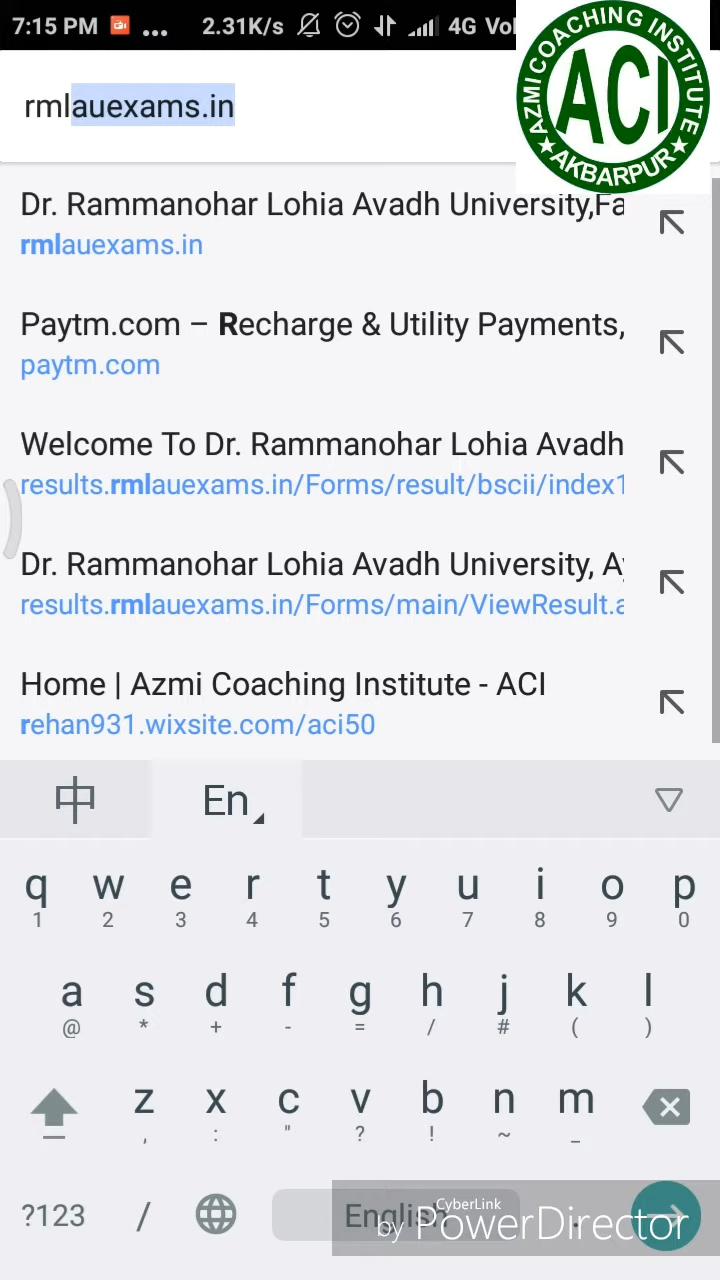 7:15 PM ... 2.31K/s 4G Vol
rmlauexams.in
AZMI COACHING INSTITUTE
ACI
★ AKBARPUR ★
Dr. Rammanohar Lohia Avadh University,Fa
rmlauexams.in
Paytm.com – Recharge & Utility Payments,
paytm.com
Welcome To Dr. Rammanohar Lohia Avadh
results.rmlauexams.in/Forms/result/bscii/index1
Dr. Rammanohar Lohia Avadh University, Ay
results.rmlauexams.in/Forms/main/ViewResult.a
Home | Azmi Coaching Institute - ACI
rehan931.wixsite.com/aci50
中 En
q w e r t y u i o p
1 2 3 4 5 6 7 8 9 0
a s d f g h j k l
@ * + - = / # ( )
z x c v b n m
, : " ? ! ~ _
?123 / English .
CyberLink
by PowerDirector